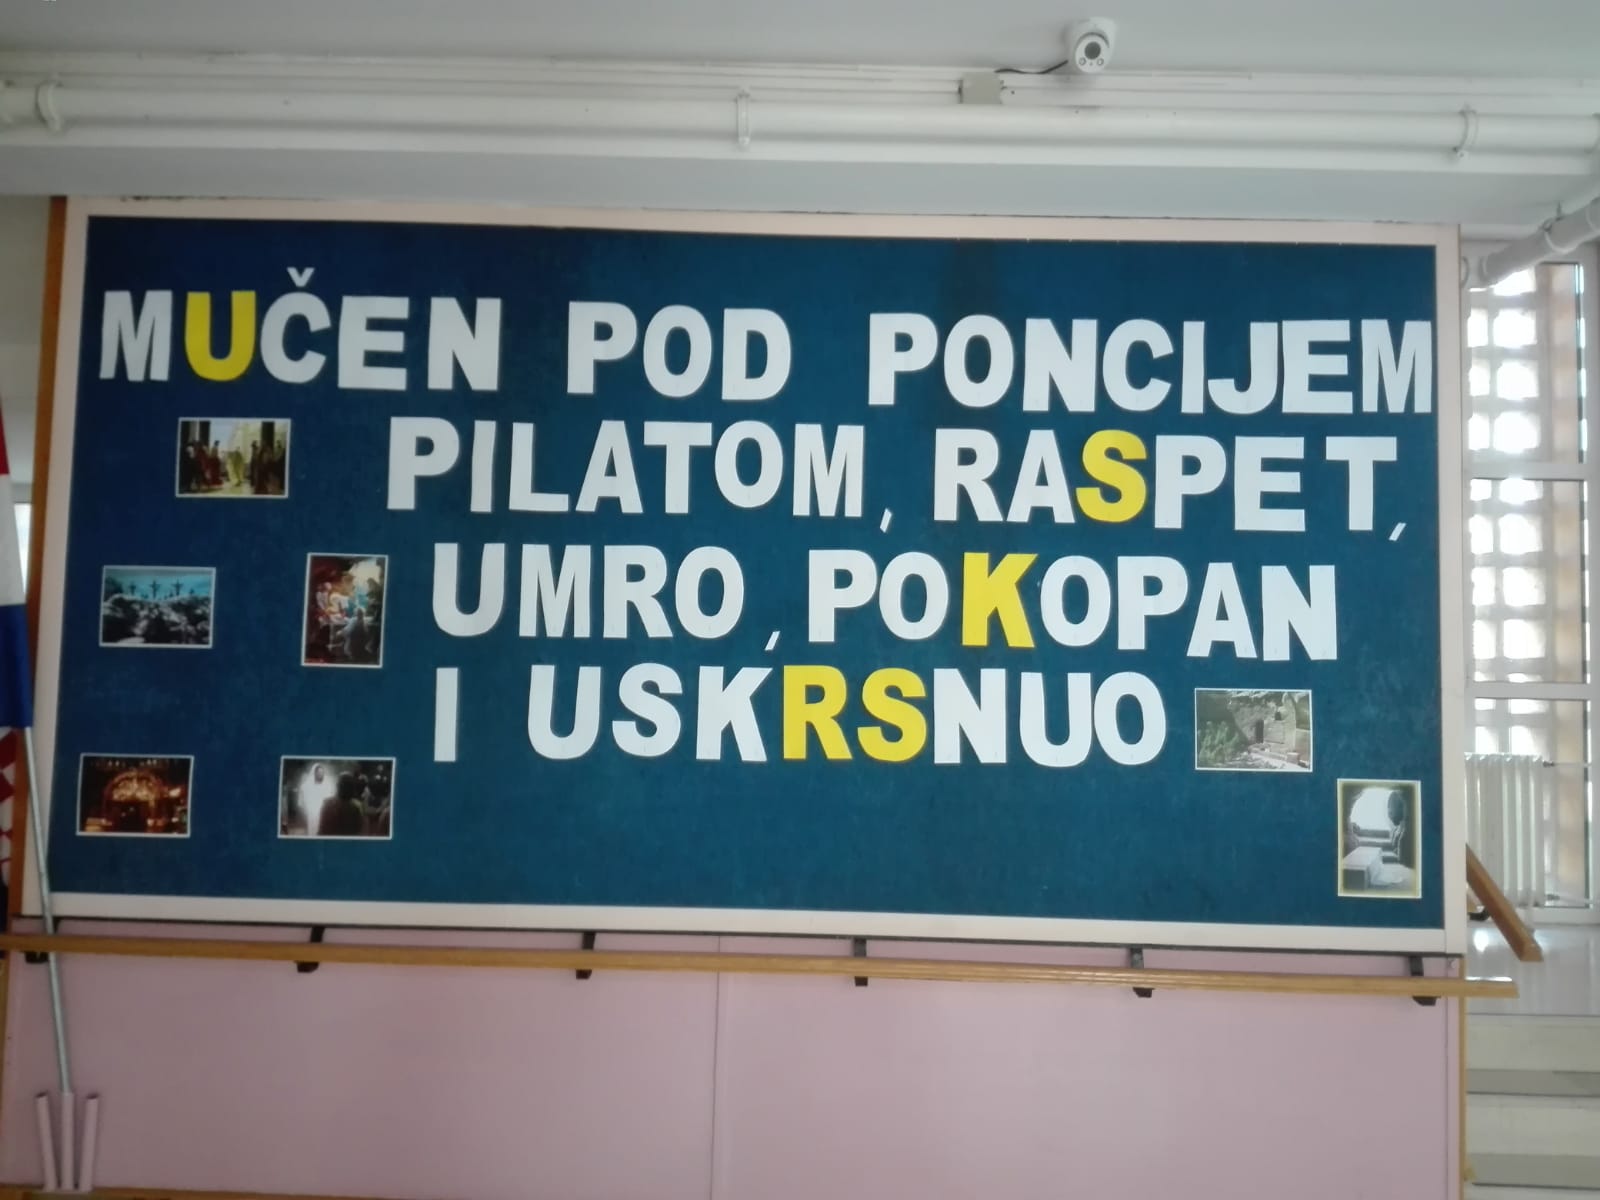 MUČEN POD PONCIJEM
PILATOM, RASPET,
UMRO, POKOPAN
I USKRSNUO